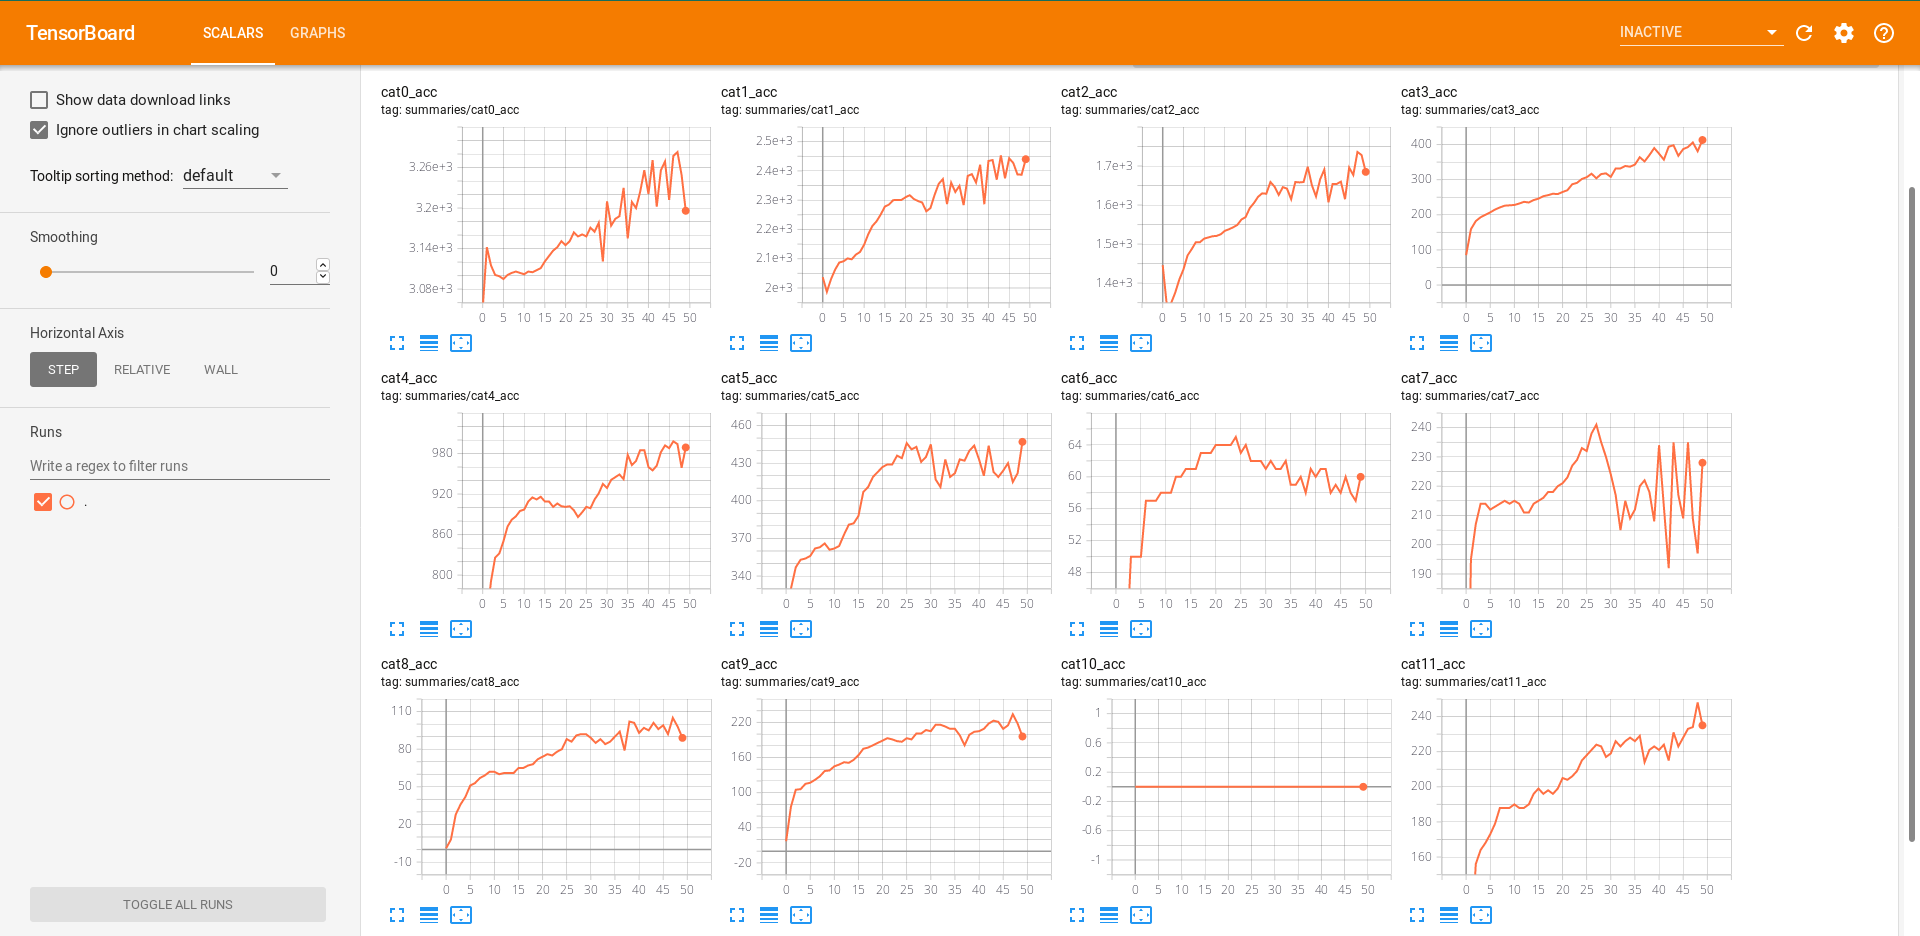 TensorBoard SCALARS GRAPHS INACTIVE
Show data download links
Ignore outliers in chart scaling
Tooltip sorting method: default
Smoothing
0
Horizontal Axis
STEP RELATIVE WALL
Runs
Write a regex to filter runs
.
TOGGLE ALL RUNS
cat0_acc
tag: summaries/cat0_acc
3.26e+3
3.2e+3
3.14e+3
3.08e+3
0 5 10 15 20 25 30 35 40 45 50
cat1_acc
tag: summaries/cat1_acc
2.5e+3
2.4e+3
2.3e+3
2.2e+3
2.1e+3
2e+3
0 5 10 15 20 25 30 35 40 45 50
cat2_acc
tag: summaries/cat2_acc
1.7e+3
1.6e+3
1.5e+3
1.4e+3
0 5 10 15 20 25 30 35 40 45 50
cat3_acc
tag: summaries/cat3_acc
400
300
200
100
0
0 5 10 15 20 25 30 35 40 45 50
cat4_acc
tag: summaries/cat4_acc
980
920
860
800
0 5 10 15 20 25 30 35 40 45 50
cat5_acc
tag: summaries/cat5_acc
460
430
400
370
340
0 5 10 15 20 25 30 35 40 45 50
cat6_acc
tag: summaries/cat6_acc
64
60
56
52
48
0 5 10 15 20 25 30 35 40 45 50
cat7_acc
tag: summaries/cat7_acc
240
230
220
210
200
190
0 5 10 15 20 25 30 35 40 45 50
cat8_acc
tag: summaries/cat8_acc
110
80
50
20
-10
0 5 10 15 20 25 30 35 40 45 50
cat9_acc
tag: summaries/cat9_acc
220
160
100
40
-20
0 5 10 15 20 25 30 35 40 45 50
cat10_acc
tag: summaries/cat10_acc
1
0.6
0.2
-0.2
-0.6
-1
0 5 10 15 20 25 30 35 40 45 50
cat11_acc
tag: summaries/cat11_acc
240
220
200
180
160
0 5 10 15 20 25 30 35 40 45 50